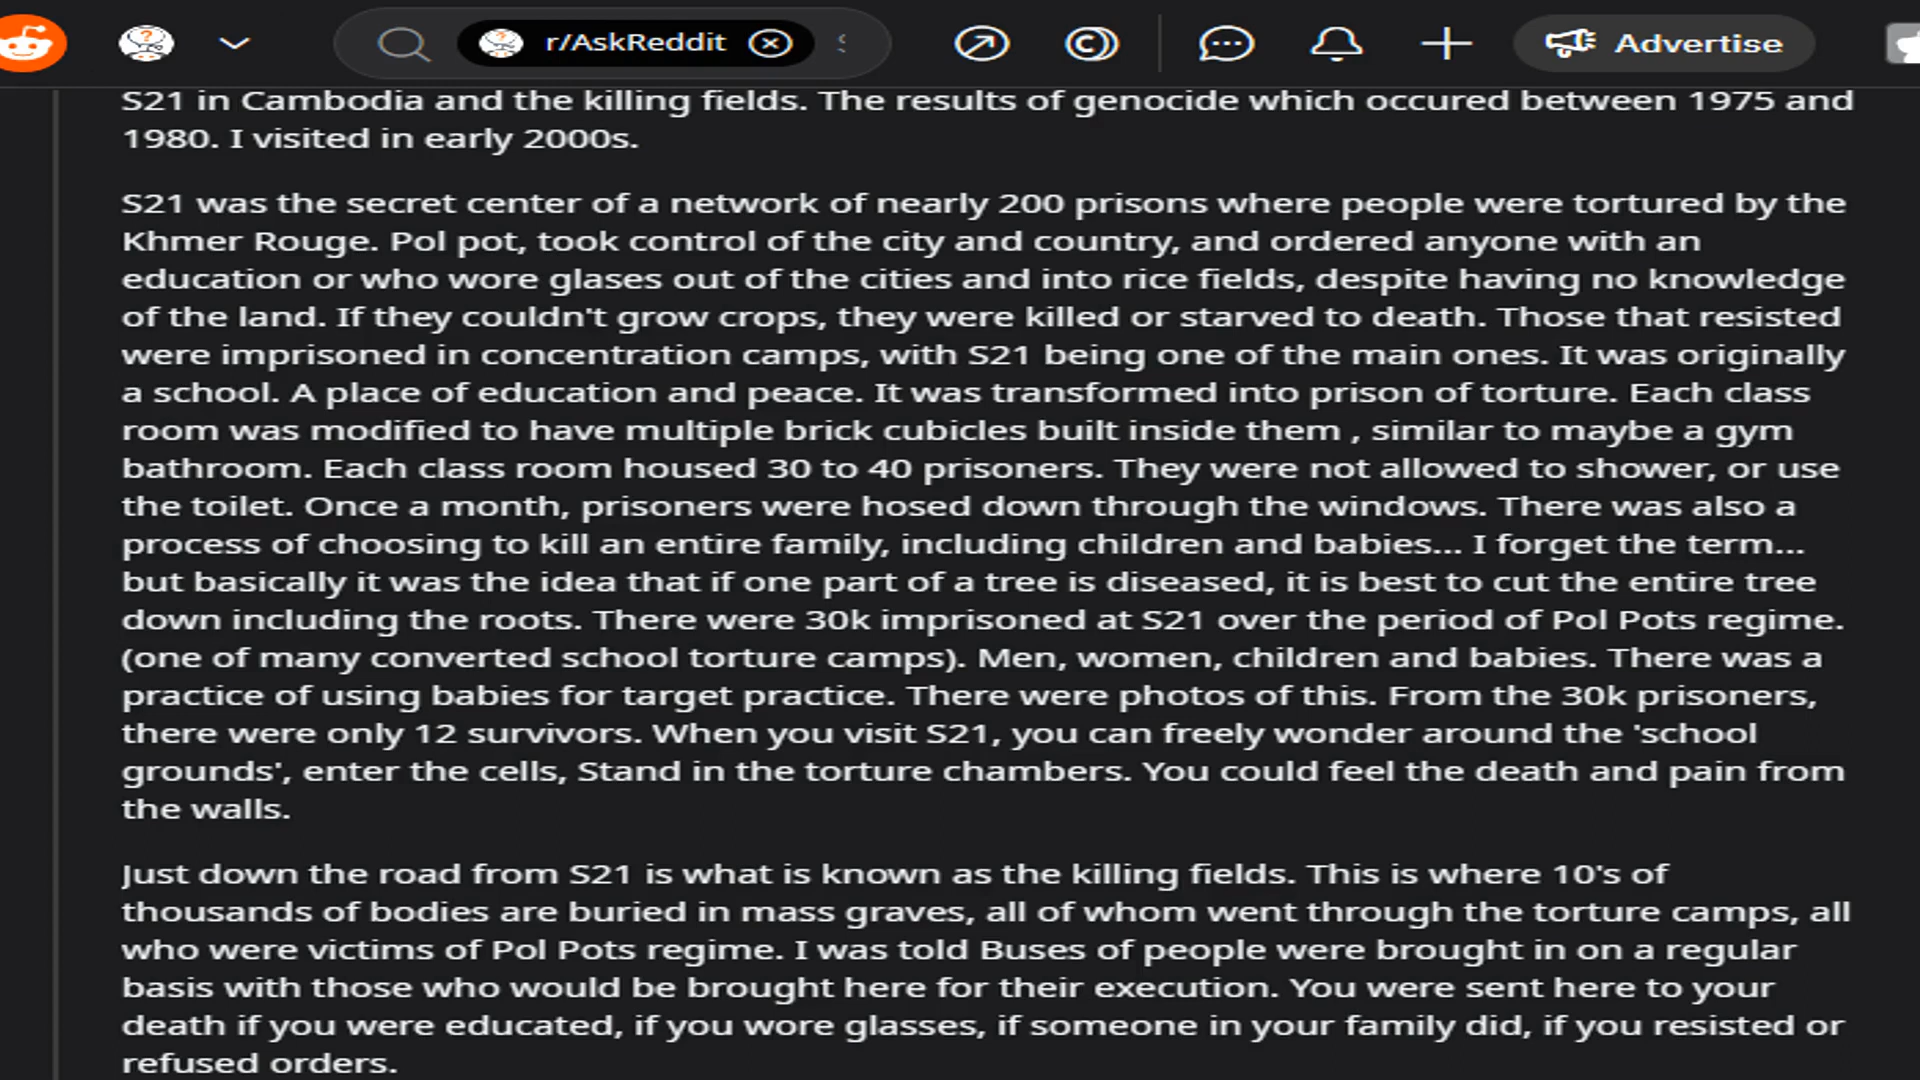 r/AskReddit
Advertise
S21 in Cambodia and the killing fields. The results of genocide which occured between 1975 and
1980. I visited in early 2000s.
S21 was the secret center of a network of nearly 200 prisons where people were tortured by the
Khmer Rouge. Pol pot, took control of the city and country, and ordered anyone with an
education or who wore glases out of the cities and into rice fields, despite having no knowledge
of the land. If they couldn't grow crops, they were killed or starved to death. Those that resisted
were imprisoned in concentration camps, with S21 being one of the main ones. It was originally
a school. A place of education and peace. It was transformed into prison of torture. Each class
room was modified to have multiple brick cubicles built inside them , similar to maybe a gym
bathroom. Each class room housed 30 to 40 prisoners. They were not allowed to shower, or use
the toilet. Once a month, prisoners were hosed down through the windows. There was also a
process of choosing to kill an entire family, including children and babies... I forget the term...
but basically it was the idea that if one part of a tree is diseased, it is best to cut the entire tree
down including the roots. There were 30k imprisoned at S21 over the period of Pol Pots regime.
(one of many converted school torture camps). Men, women, children and babies. There was a
practice of using babies for target practice. There were photos of this. From the 30k prisoners,
there were only 12 survivors. When you visit S21, you can freely wonder around the 'school
grounds', enter the cells, Stand in the torture chambers. You could feel the death and pain from
the walls.
Just down the road from S21 is what is known as the killing fields. This is where 10's of
thousands of bodies are buried in mass graves, all of whom went through the torture camps, all
who were victims of Pol Pots regime. I was told Buses of people were brought in on a regular
basis with those who would be brought here for their execution. You were sent here to your
death if you were educated, if you wore glasses, if someone in your family did, if you resisted or
refused orders.